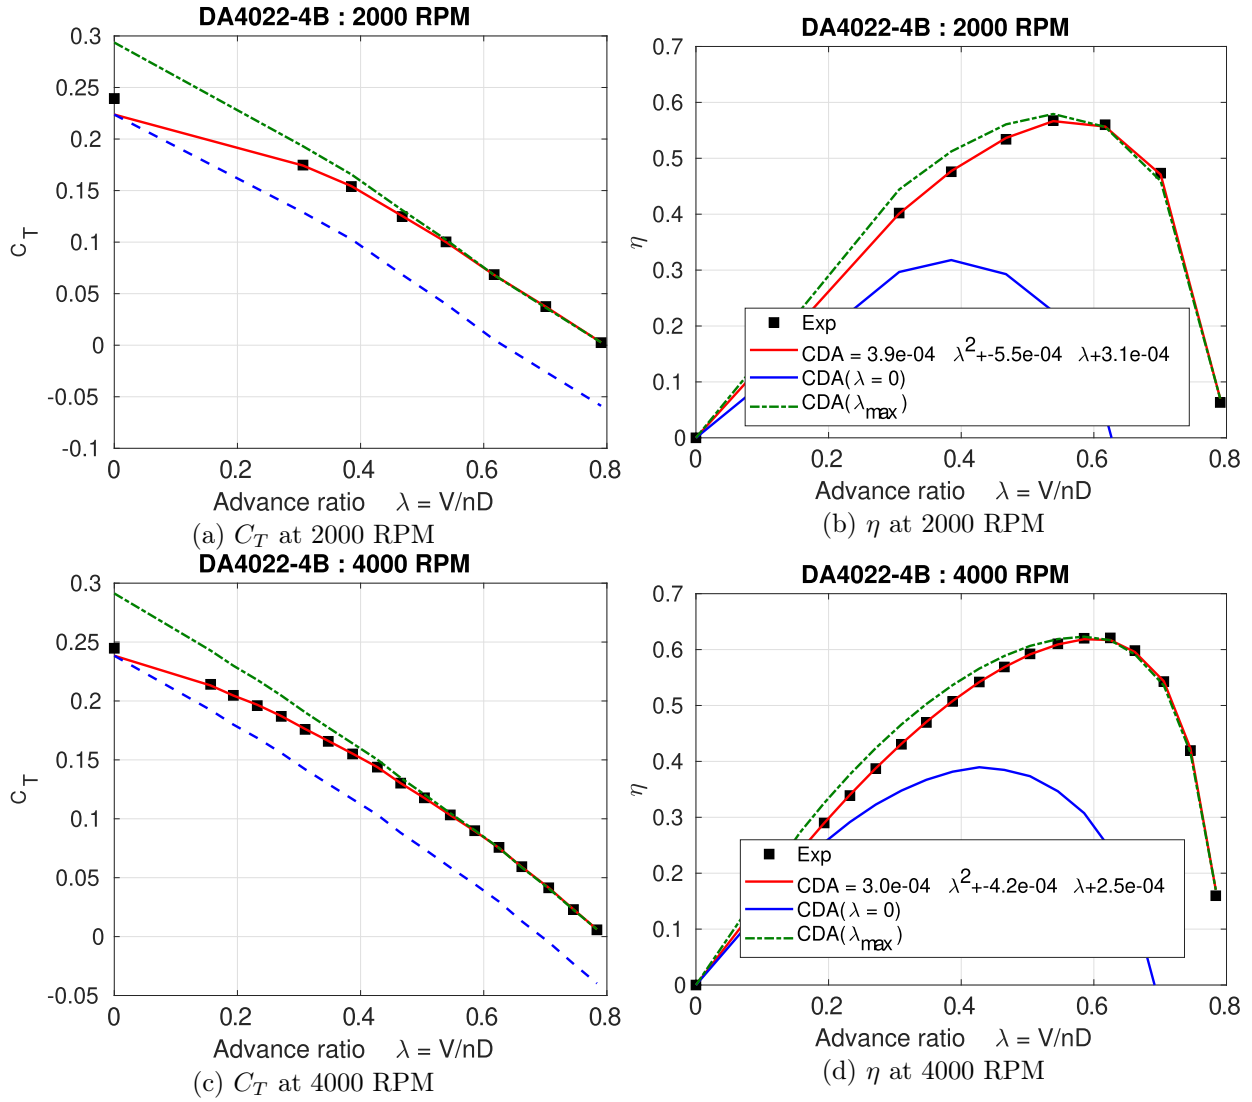 DA4022-4B : 2000 RPM
0.3
0.25
0.2
0.15
0.1
0.05
0
-0.05
-0.1
C_T
0 0.2 0.4 0.6 0.8
Advance ratio λ = V/nD
(a) C_T at 2000 RPM
DA4022-4B : 2000 RPM
0.7
0.6
0.5
0.4
0.3
0.2
0.1
0
η
Exp
CDA = 3.9e-04 λ^2+-5.5e-04 λ+3.1e-04
CDA(λ = 0)
CDA(λ_max)
0 0.2 0.4 0.6 0.8
Advance ratio λ = V/nD
(b) η at 2000 RPM
DA4022-4B : 4000 RPM
0.3
0.25
0.2
0.15
0.1
0.05
0
-0.05
C_T
0 0.2 0.4 0.6 0.8
Advance ratio λ = V/nD
(c) C_T at 4000 RPM
DA4022-4B : 4000 RPM
0.7
0.6
0.5
0.4
0.3
0.2
0.1
0
η
Exp
CDA = 3.0e-04 λ^2+-4.2e-04 λ+2.5e-04
CDA(λ = 0)
CDA(λ_max)
0 0.2 0.4 0.6 0.8
Advance ratio λ = V/nD
(d) η at 4000 RPM